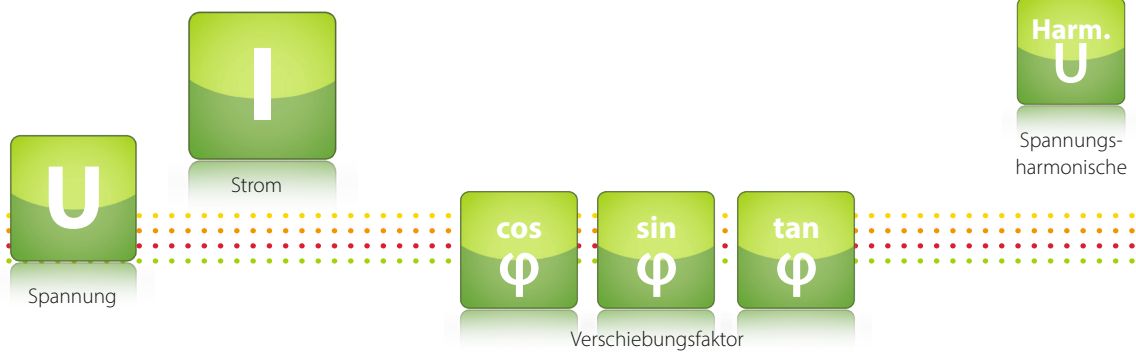 U
Spannung
I
Strom
cos
φ
sin
φ
tan
φ
Verschiebungsfaktor
Harm.
U
Spannungs-
harmonische